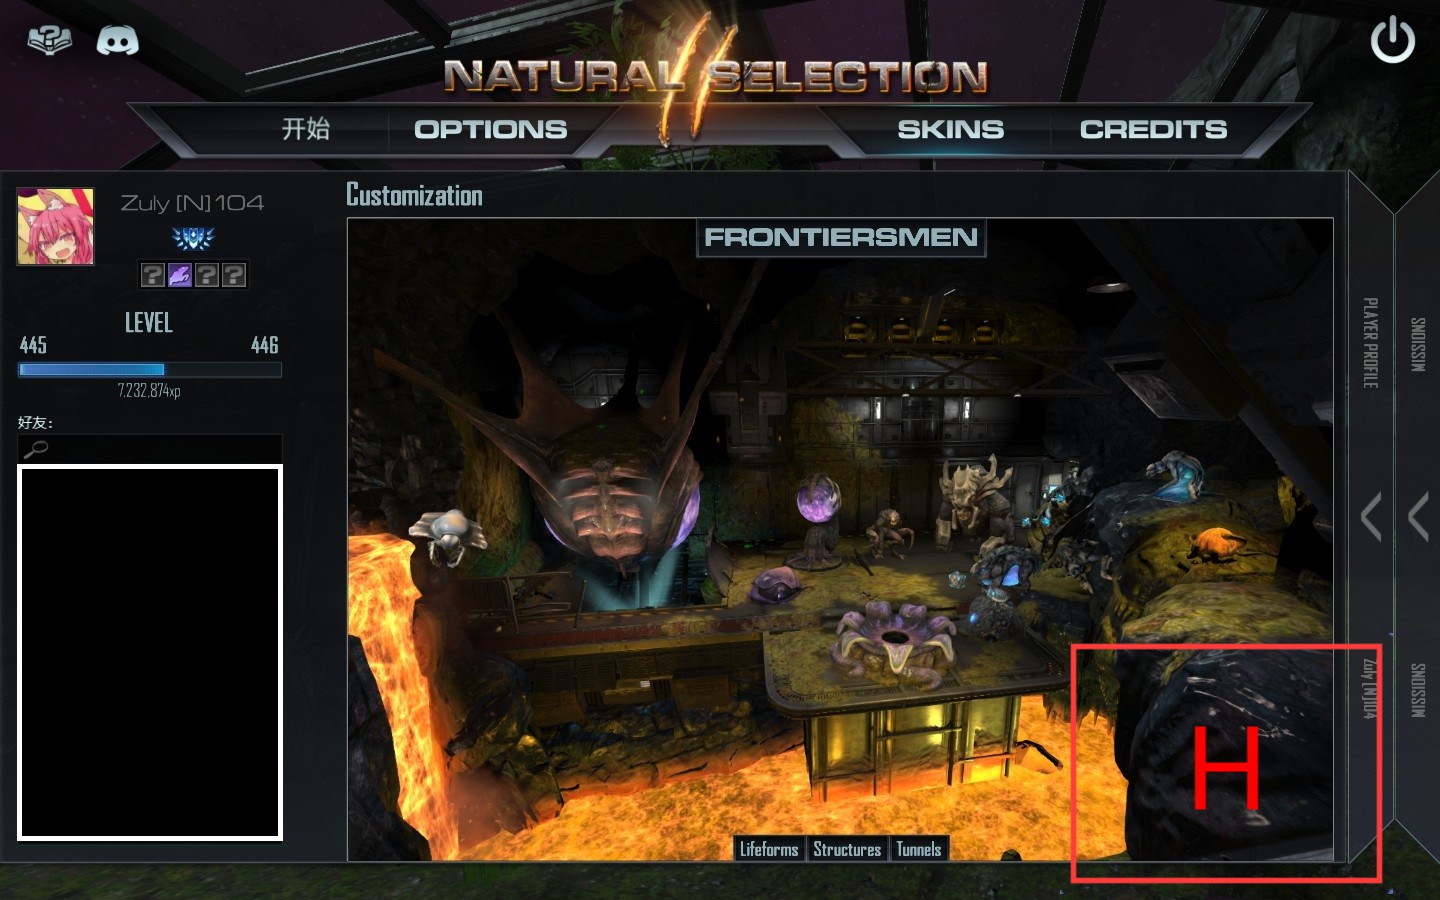 NATURAL SELECTION
开始
OPTIONS
SKINS
CREDITS
Zuly [N]104
? ? ?
LEVEL
445
446
7,232,874xp
好友:
Customization
FRONTIERSMEN
Lifeforms
Structures
Tunnels
PLAYER PROFILE
Zuly [N]104
MISSIONS
MISSIONS
H